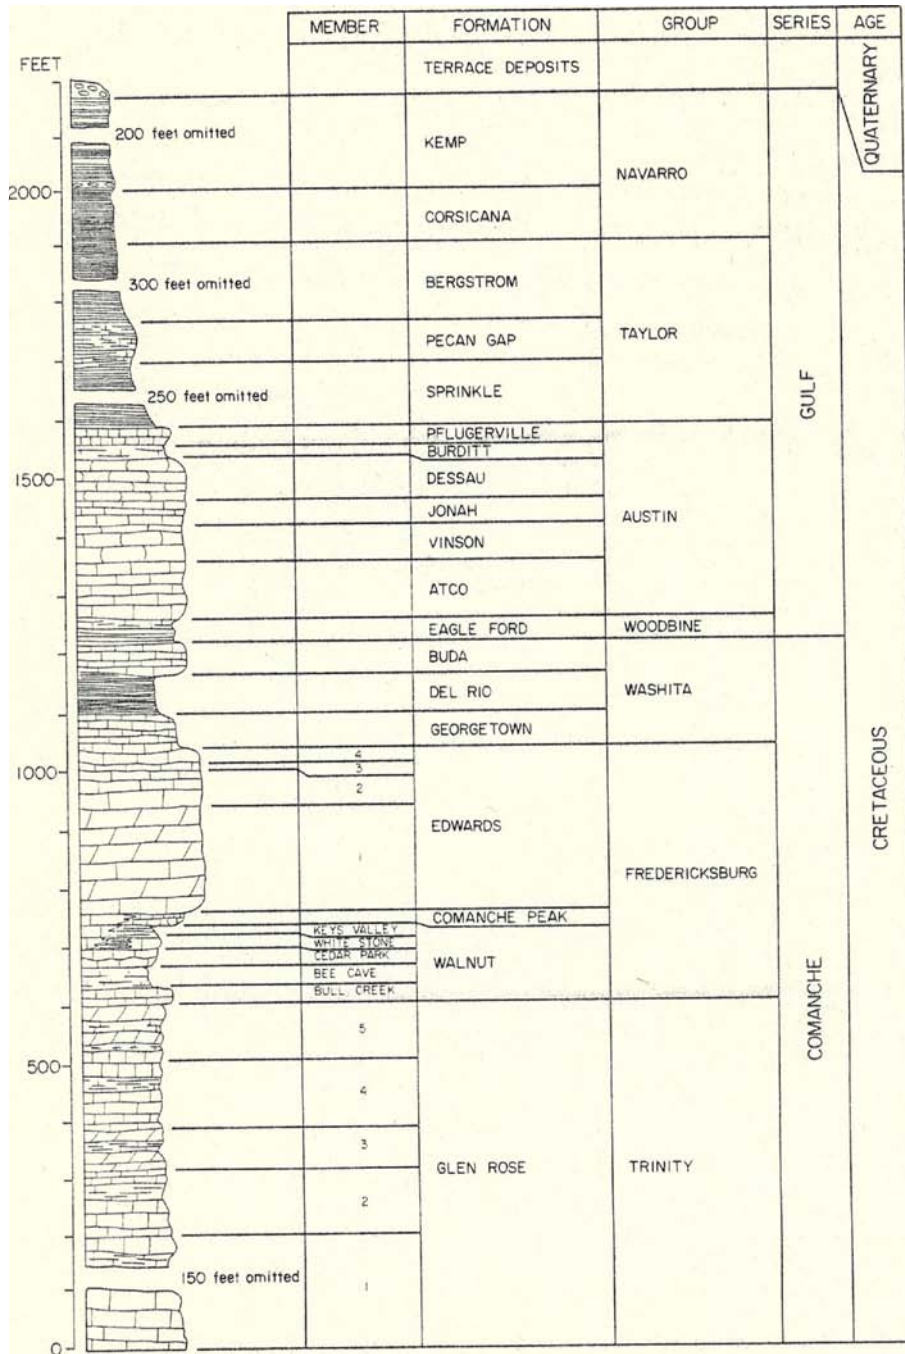 MEMBER FORMATION GROUP SERIES AGE
FEET
TERRACE DEPOSITS
QUATERNARY
200 feet omitted
KEMP
NAVARRO
2000
CORSICANA
300 feet omitted
BERGSTROM
TAYLOR
PECAN GAP
250 feet omitted
SPRINKLE
GULF
PFLUGERVILLE
BURDITT
1500
DESSAU
JONAH
AUSTIN
VINSON
ATCO
EAGLE FORD WOODBINE
BUDA
DEL RIO WASHITA
GEORGETOWN
1000
4
3
2
EDWARDS
CRETACEOUS
1
FREDERICKSBURG
COMANCHE PEAK
KEYS VALLEY
WHITE STONE
CEDAR PARK
WALNUT
BEE CAVE
BULL CREEK
COMANCHE
5
500
4
3
GLEN ROSE TRINITY
2
150 feet omitted
1
0